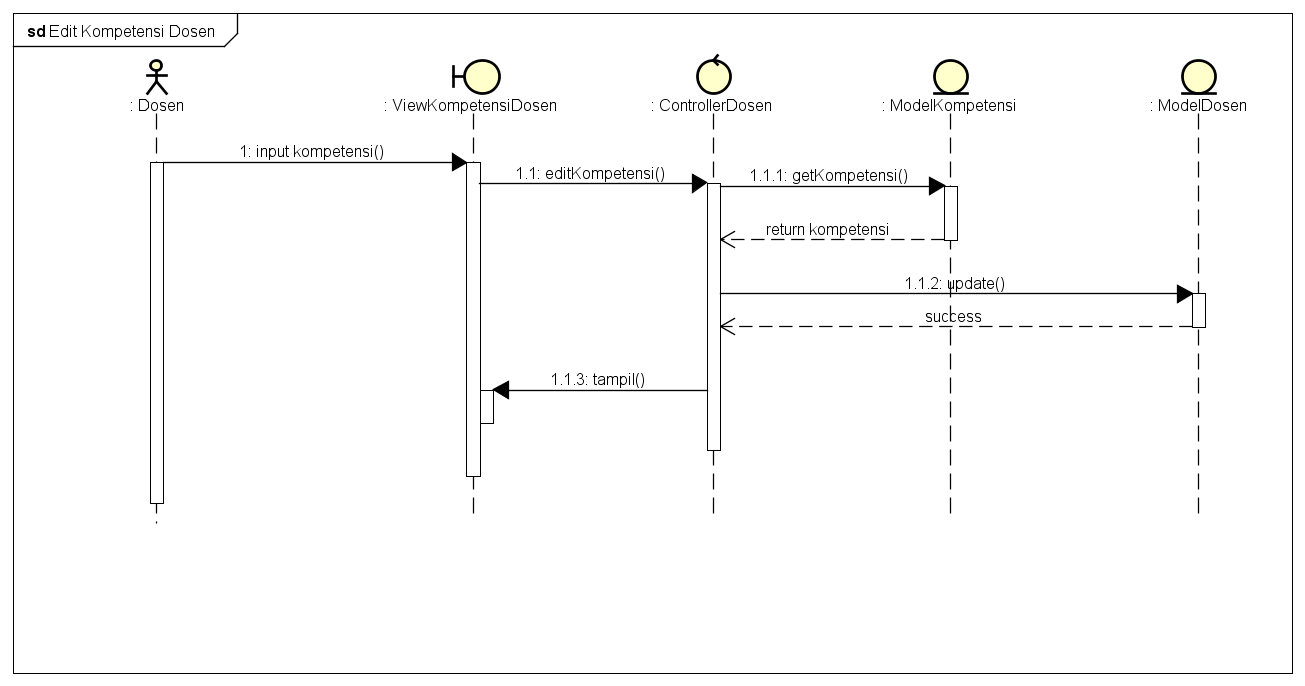 sd Edit Kompetensi Dosen
: Dosen
: ViewKompetensiDosen
: ControllerDosen
: ModelKompetensi
: ModelDosen
1: input kompetensi()
1.1: editKompetensi()
1.1.1: getKompetensi()
return kompetensi
1.1.2: update()
success
1.1.3: tampil()